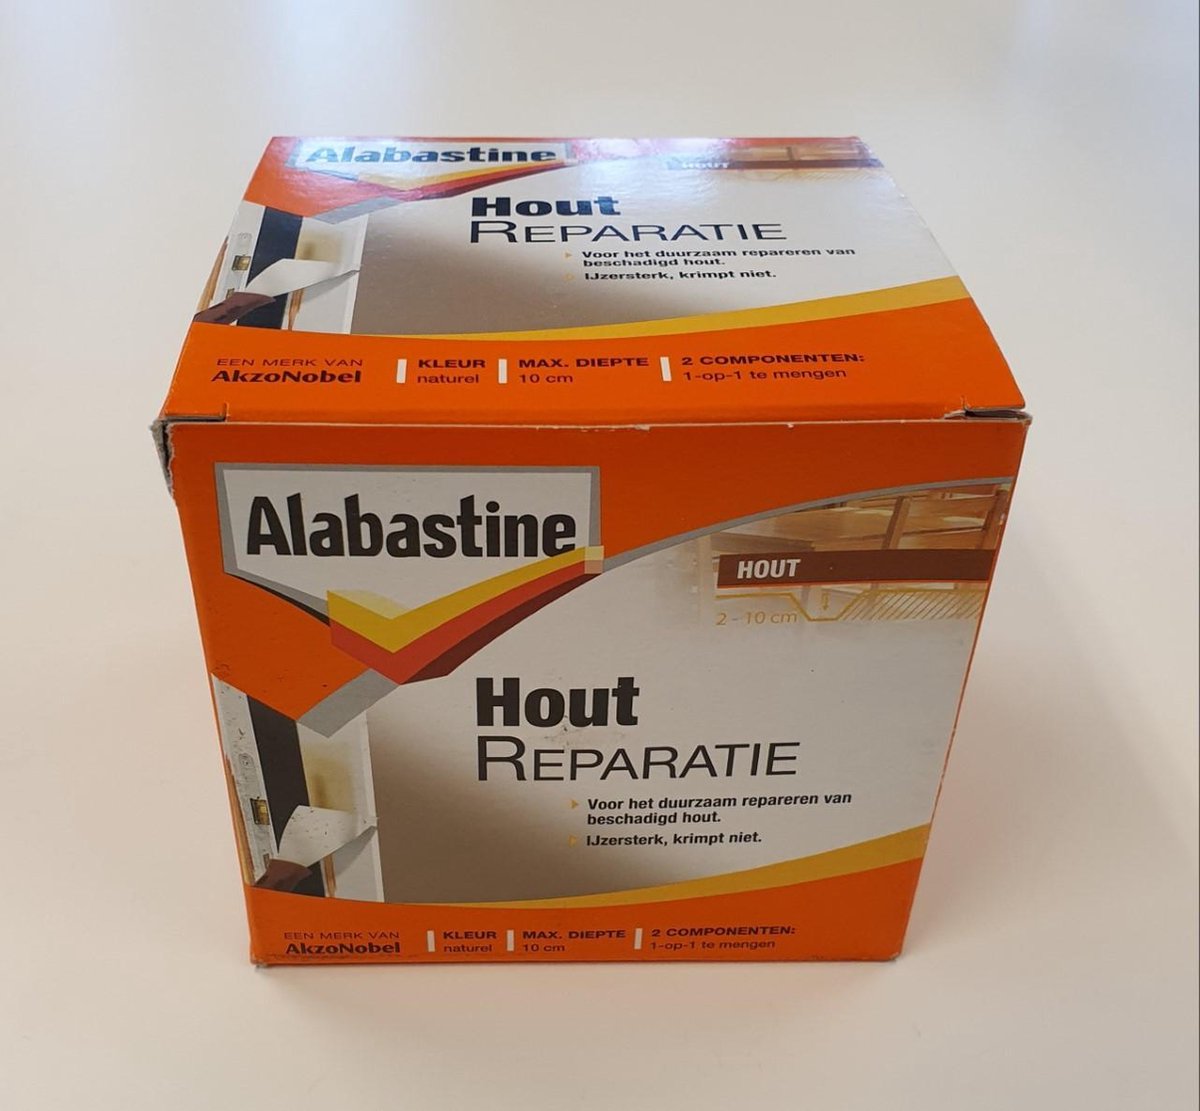 Alabastine
HOUT
Hout
REPARATIE
Voor het duurzaam repareren van
beschadigd hout.
IJzersterk, krimpt niet.
EEN MERK VAN
AkzoNobel
KLEUR
naturel
MAX. DIEPTE
10 cm
2 COMPONENTEN:
1-op-1 te mengen
Alabastine
HOUT
2 - 10 cm
Hout
REPARATIE
Voor het duurzaam repareren van
beschadigd hout.
IJzersterk, krimpt niet.
EEN MERK VAN
AkzoNobel
KLEUR
naturel
MAX. DIEPTE
10 cm
2 COMPONENTEN:
1-op-1 te mengen